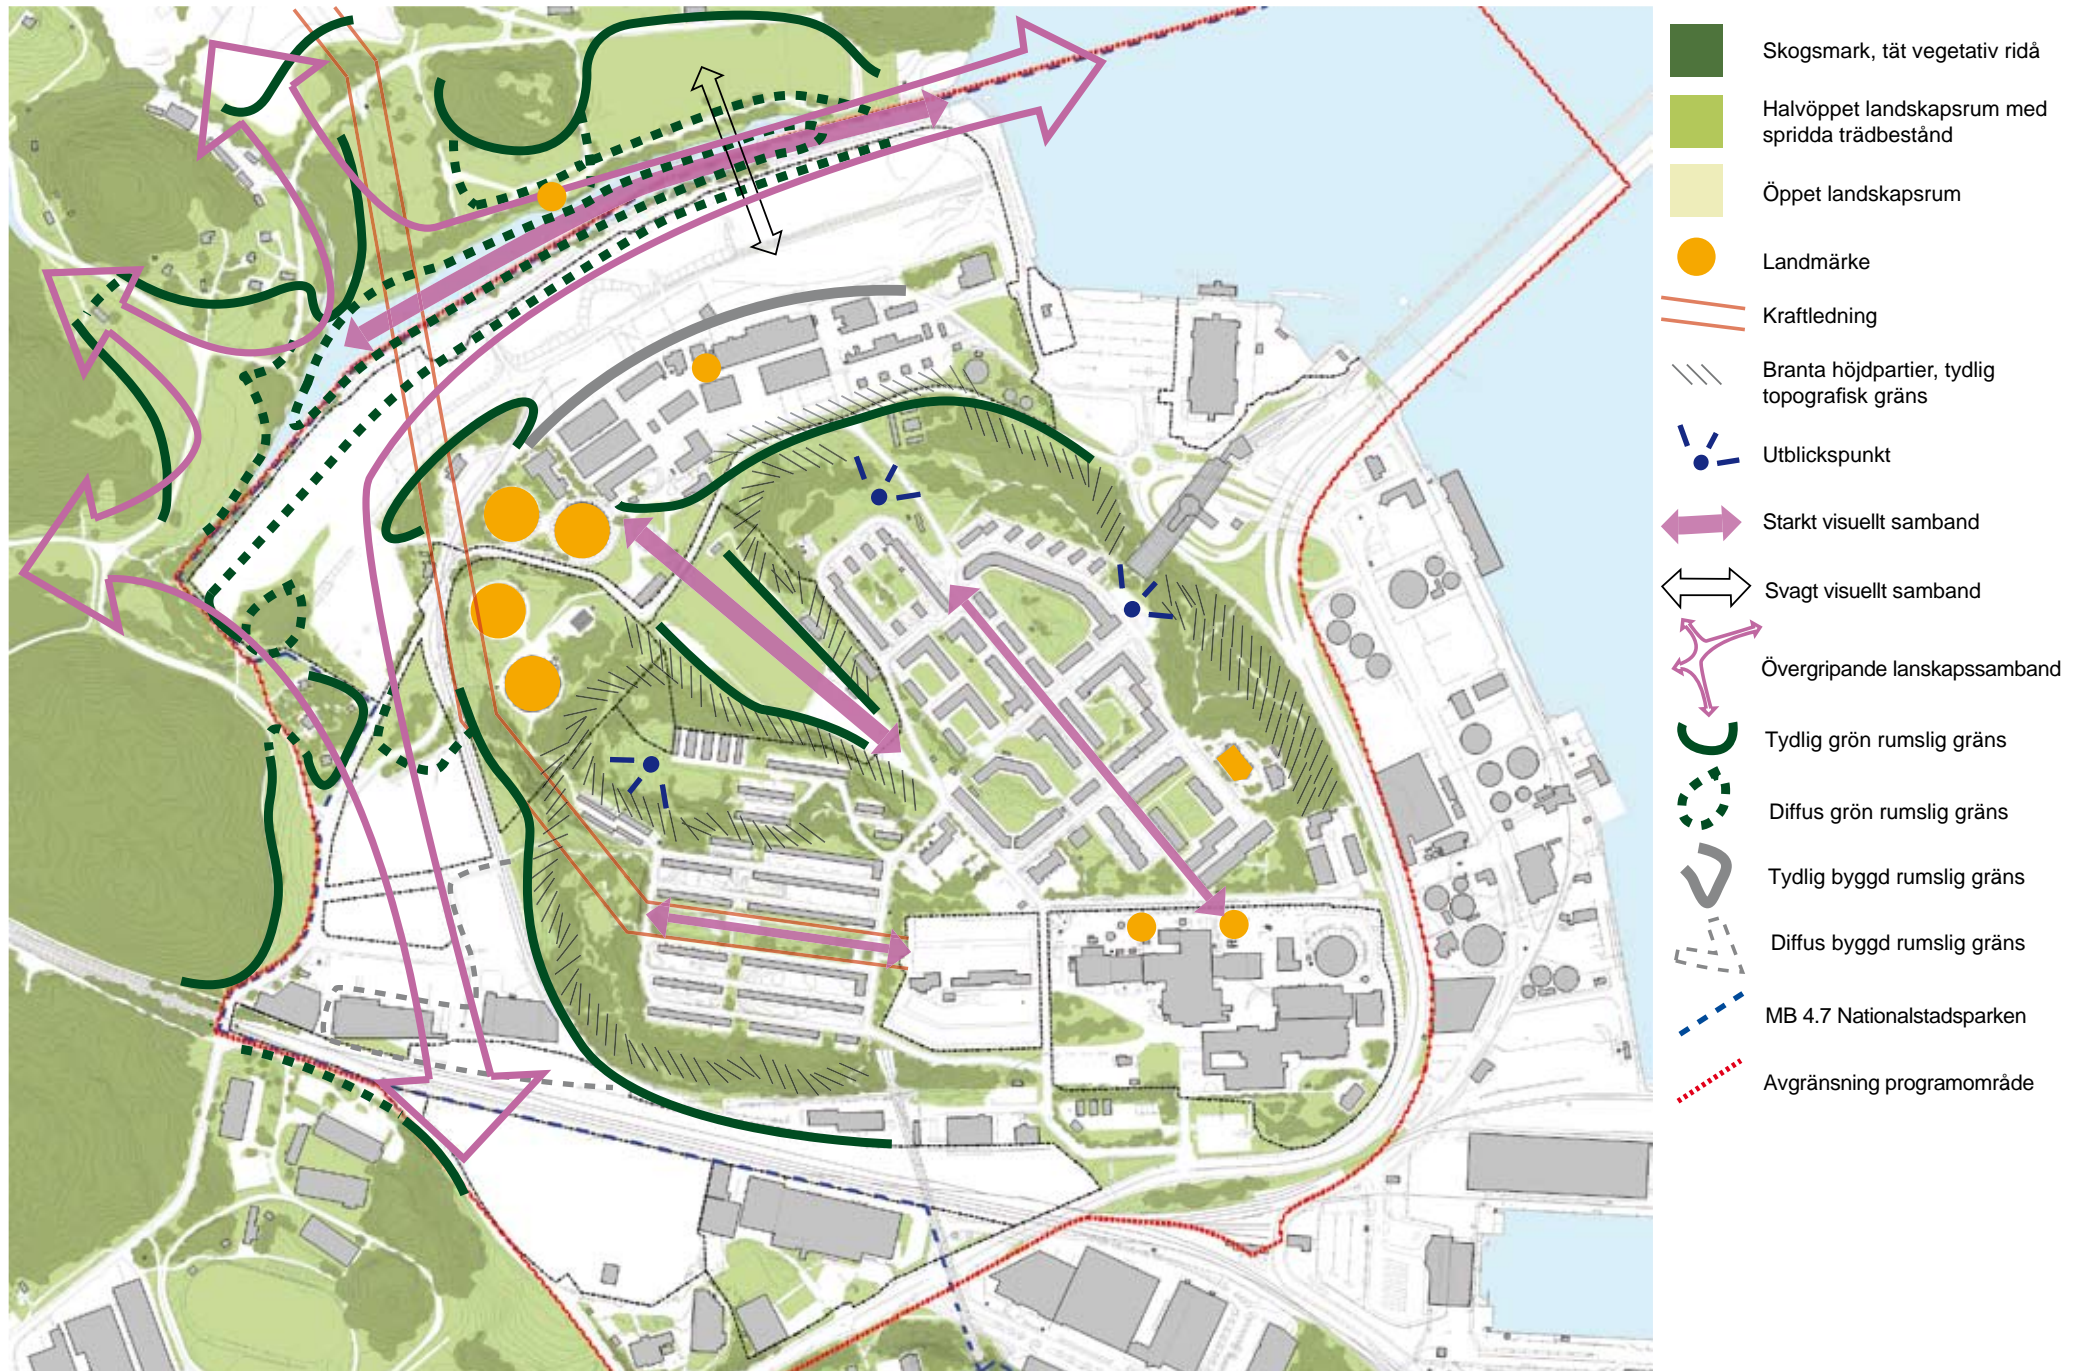 Skogsmark, tät vegetativ ridå
Halvöppet landskapsrum med
spridda trädbestånd
Öppet landskapsrum
Landmärke
Kraftledning
Branta höjdpartier, tydlig
topografisk gräns
Utblickspunkt
Starkt visuellt samband
Svagt visuellt samband
Övergripande lanskapssamband
Tydlig grön rumslig gräns
Diffus grön rumslig gräns
Tydlig byggd rumslig gräns
Diffus byggd rumslig gräns
MB 4.7 Nationalstadsparken
Avgränsning programområde